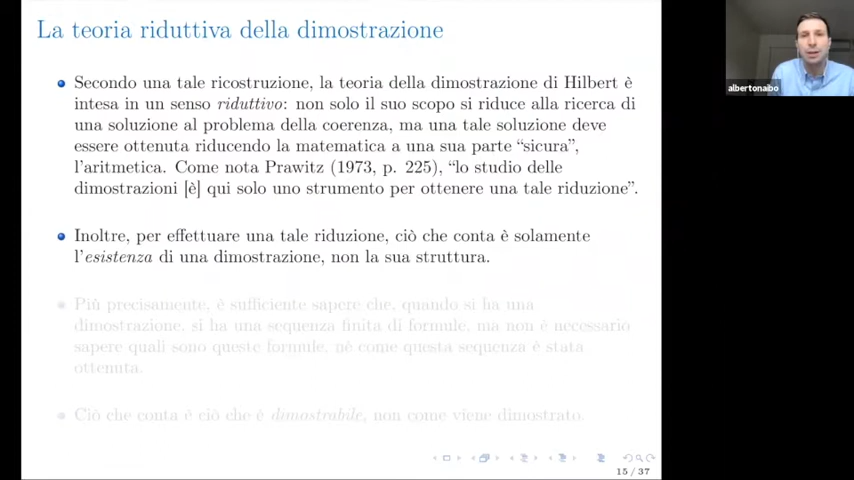 La teoria riduttiva della dimostrazione
Secondo una tale ricostruzione, la teoria della dimostrazione di Hilbert è
intesa in un senso riduttivo: non solo il suo scopo si riduce alla ricerca di
una soluzione al problema della coerenza, ma una tale soluzione deve
essere ottenuta riducendo la matematica a una sua parte “sicura”,
l’aritmetica. Come nota Prawitz (1973, p. 225), “lo studio delle
dimostrazioni [è] qui solo uno strumento per ottenere una tale riduzione”.
Inoltre, per effettuare una tale riduzione, ciò che conta è solamente
l’esistenza di una dimostrazione, non la sua struttura.
Più precisamente, è sufficiente sapere che, quando si ha una
dimostrazione, si ha una sequenza finita di formule, ma non è necessario
sapere quali sono queste formule, né come questa sequenza è stata
ottenuta.
Ciò che conta è ciò che è dimostrabile, non come viene dimostrato.
15 / 37
albertonaibo